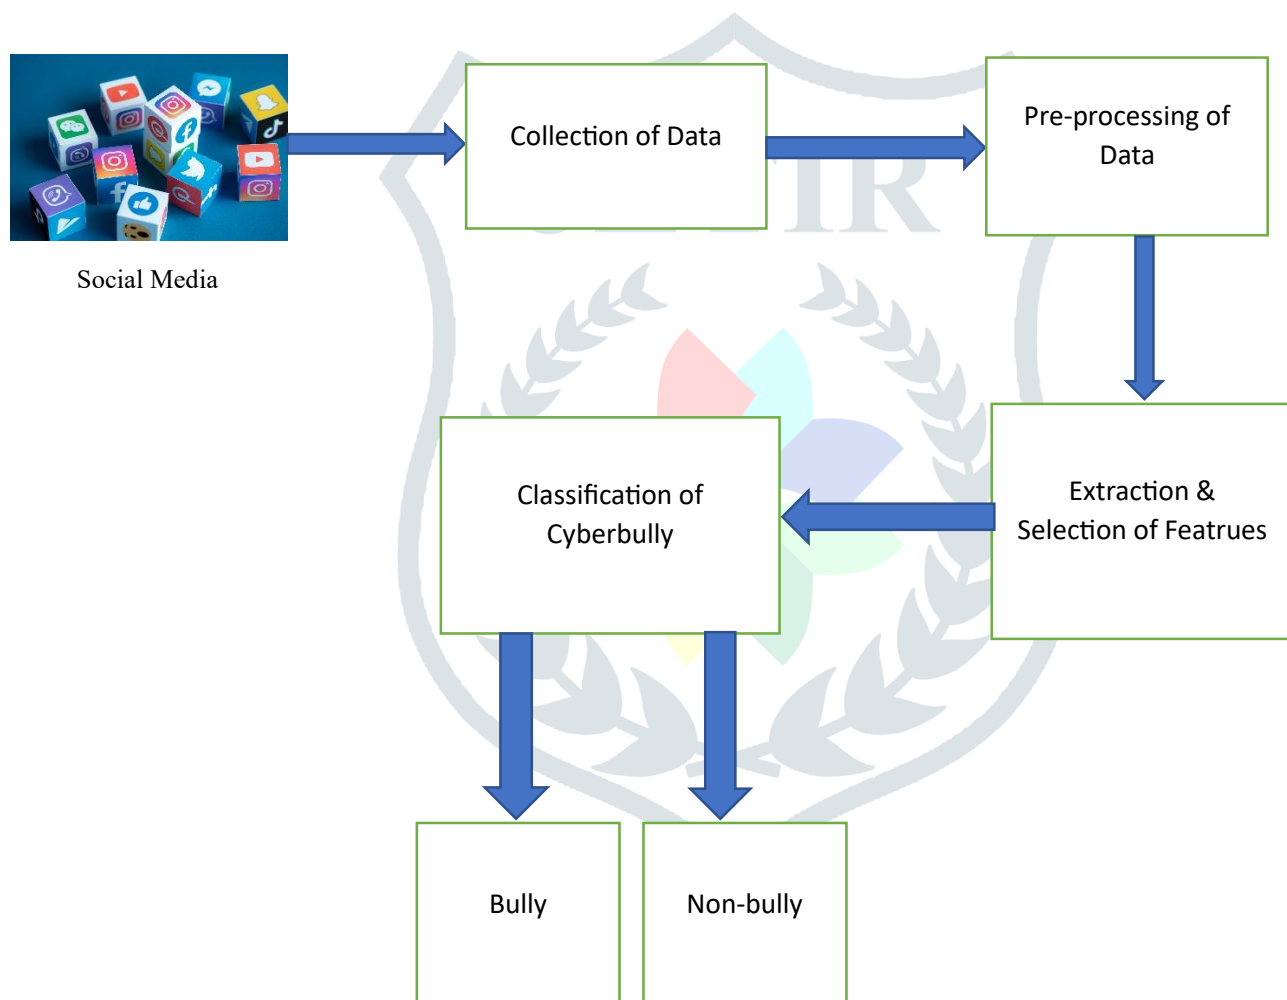 Collection of Data
Pre-processing of
Data
Social Media
Classification of
Cyberbully
Extraction &
Selection of Featrues
Bully
Non-bully